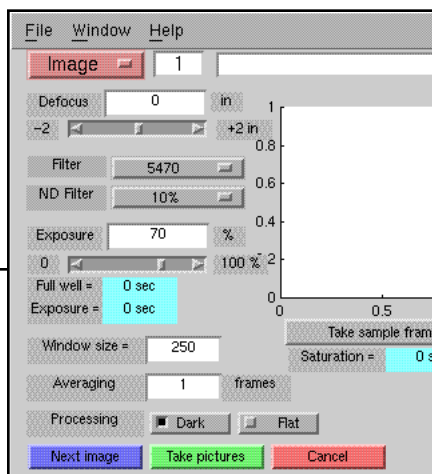 File Window Help
Image 1
Defocus 0 in
-2 +2 in
Filter 5470
ND Filter 10%
Exposure 70 %
0 100 %
Full well = 0 sec
Exposure = 0 sec
Window size = 250
Averaging 1 frames
Processing Dark Flat
Next image Take pictures Cancel
1
0.8
0.6
0.4
2
0
0 0.5
Take sample fram
Saturation = 0 s